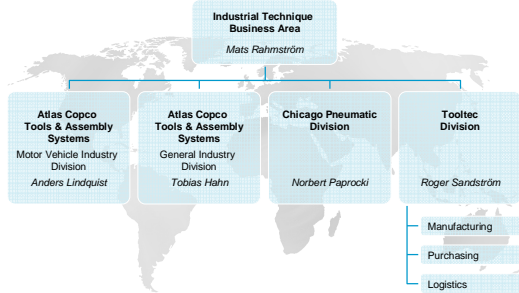 Industrial Technique
Business Area
Mats Rahmström
Atlas Copco
Tools & Assembly
Systems
Motor Vehicle Industry
Division
Anders Lindquist
Atlas Copco
Tools & Assembly
Systems
General Industry
Division
Tobias Hahn
Chicago Pneumatic
Division
Norbert Paprocki
Tooltec
Division
Roger Sandström
Manufacturing
Purchasing
Logistics